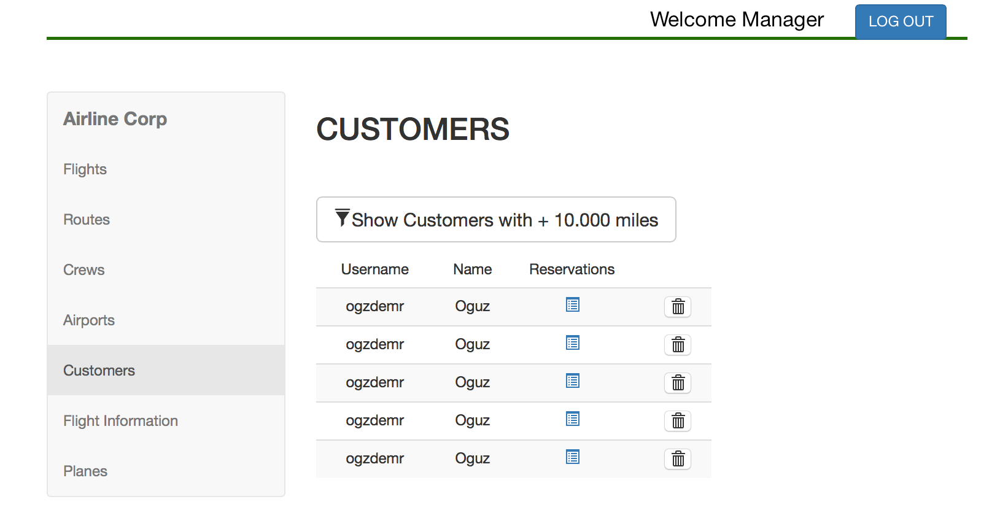 Welcome Manager
LOG OUT
Airline Corp
Flights
Routes
Crews
Airports
Customers
Flight Information
Planes
CUSTOMERS
Show Customers with + 10.000 miles
Username Name Reservations
ogzdemr Oguz
ogzdemr Oguz
ogzdemr Oguz
ogzdemr Oguz
ogzdemr Oguz